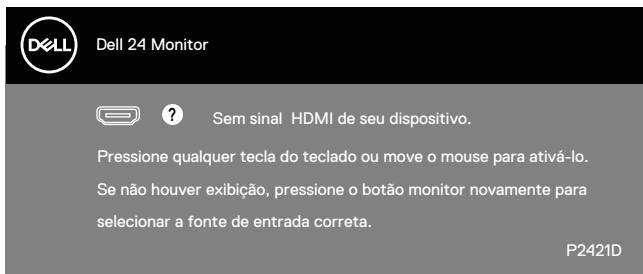 DELL
Dell 24 Monitor
? Sem sinal HDMI de seu dispositivo.
Pressione qualquer tecla do teclado ou move o mouse para ativá-lo.
Se não houver exibição, pressione o botão monitor novamente para
selecionar a fonte de entrada correta.
P2421D